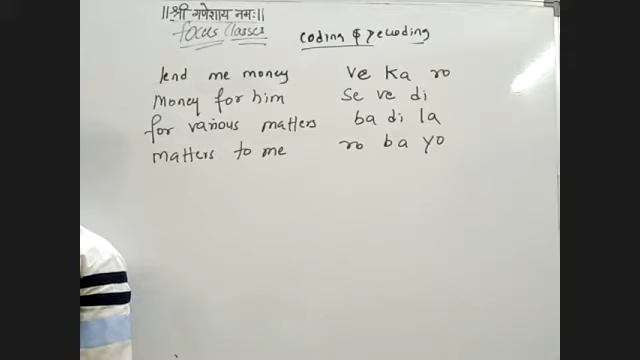 ||श्री गणेशाय नमः||
focus Classes
coding & Decoding
lend me money ve ka ro
money for him se ve di
for various matters ba di la
matters to me ro ba yo